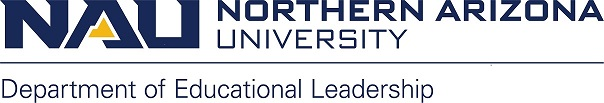 NAU NORTHERN ARIZONA
UNIVERSITY
Department of Educational Leadership